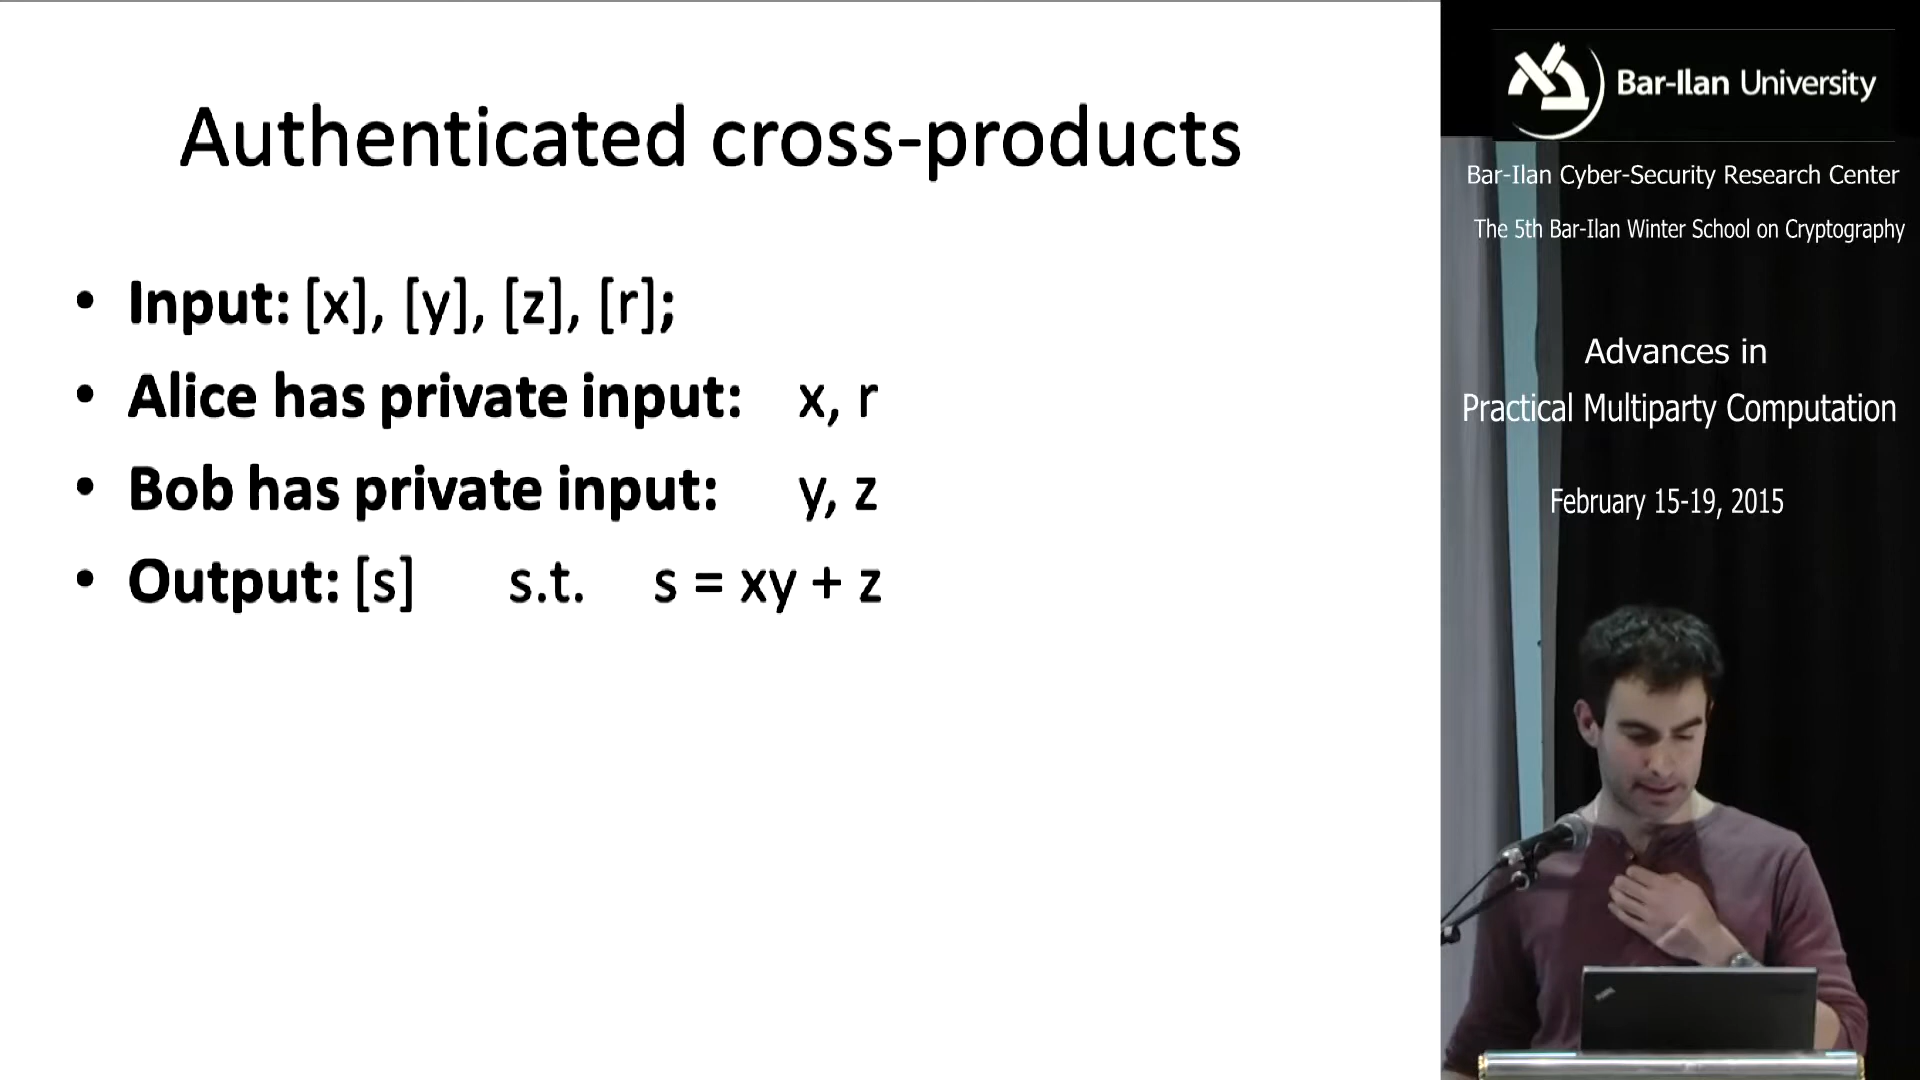 Authenticated cross-products
• Input: [x], [y], [z], [r];
• Alice has private input: x, r
• Bob has private input: y, z
• Output: [s] s.t. s = xy + z
Bar-Ilan University
Bar-Ilan Cyber-Security Research Center
The 5th Bar-Ilan Winter School on Cryptography
Advances in
Practical Multiparty Computation
February 15-19, 2015